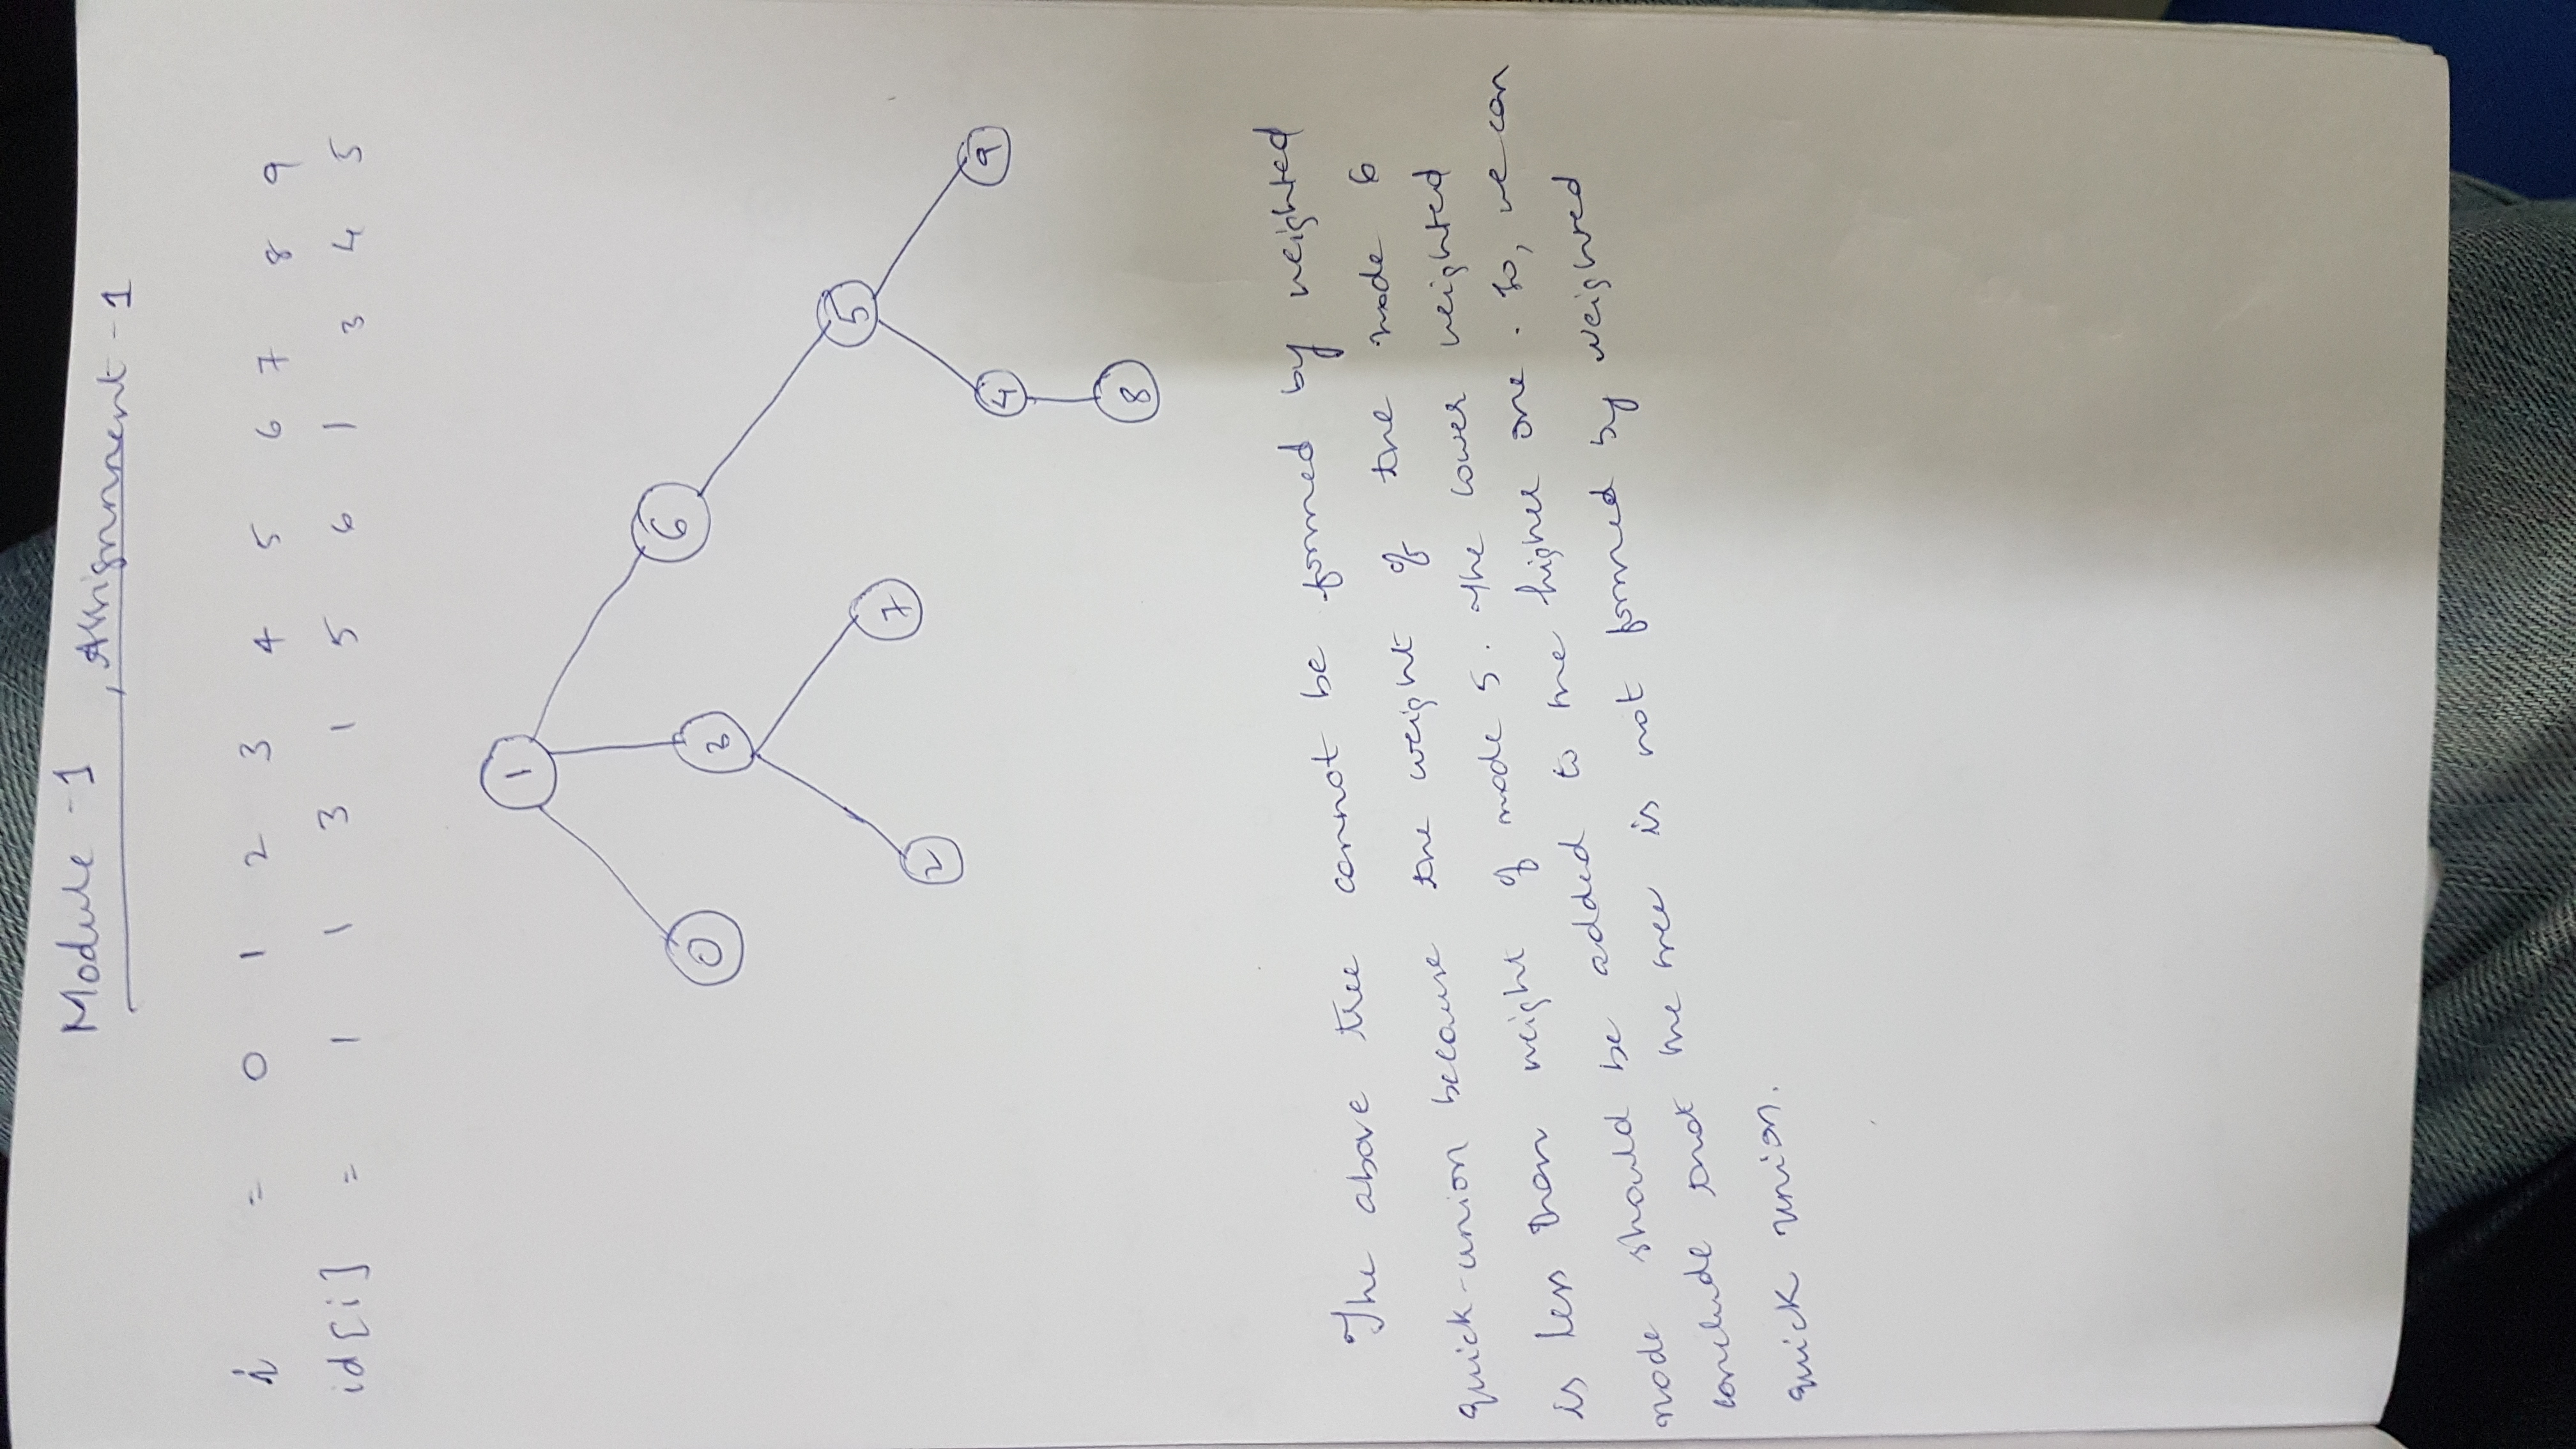 Module - 1 , Assignment - 1
i = 0 1 2 3 4 5 6 7 8 9
id[i] = 1 1 3 1 5 6 1 3 4 5
1
0 3 6
2 7 5
4 9
8
The above tree cannot be formed by weighted
quick-union because the weight of the node 6
is less than weight of node 5. The lower weighted
node should be added to the higher one. So, we can
conclude that the tree is not formed by weighted
quick union.